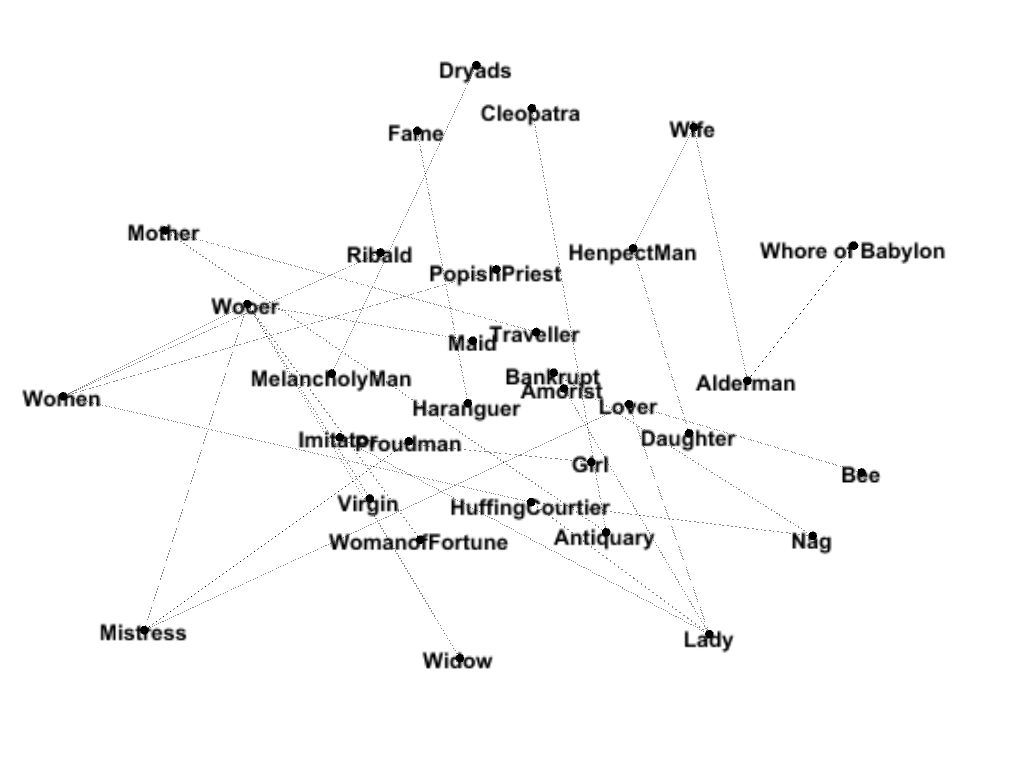 Dryads
Cleopatra
Fame
Wife
Mother
Ribald
HenpectMan
Whore of Babylon
PopishPriest
Wooer
Maid
Traveller
MelancholyMan
Bankrupt
Amorist
Alderman
Women
Haranguer
Lover
Imitator
Proudman
Daughter
Girl
Bee
Virgin
HuffingCourtier
WomanofFortune
Antiquary
Nag
Mistress
Lady
Widow